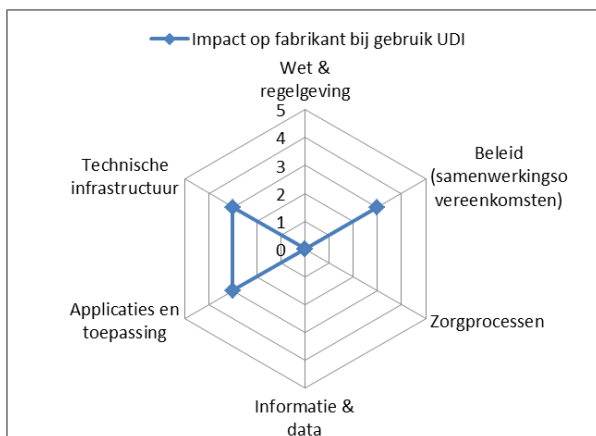 Impact op fabrikant bij gebruik UDI
Wet &
regelgeving
5
4
3
2
1
0
Beleid
(samenwerkingso
vereenkomsten)
Zorgprocessen
Informatie &
data
Applicaties en
toepassing
Technische
infrastructuur